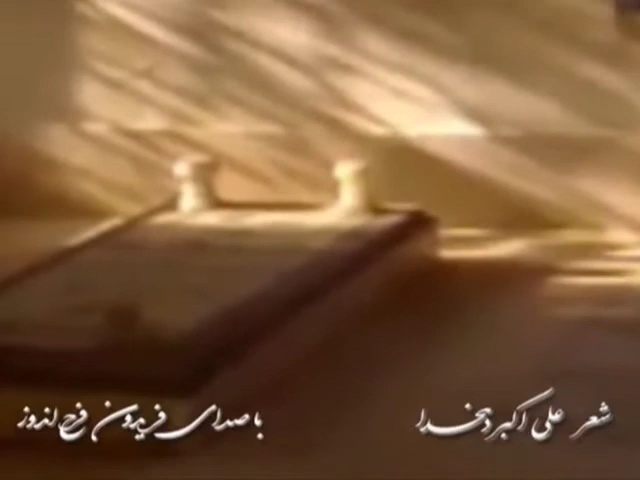 شعر علی اکبر دهخدا
با صدای فریدون فرح اندوز